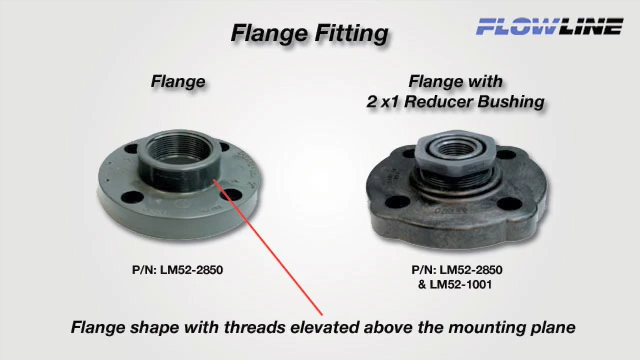 Flange Fitting
FLOWLINE
Flange
Flange with
2 x1 Reducer Bushing
P/N: LM52-2850
P/N: LM52-2850
& LM52-1001
Flange shape with threads elevated above the mounting plane